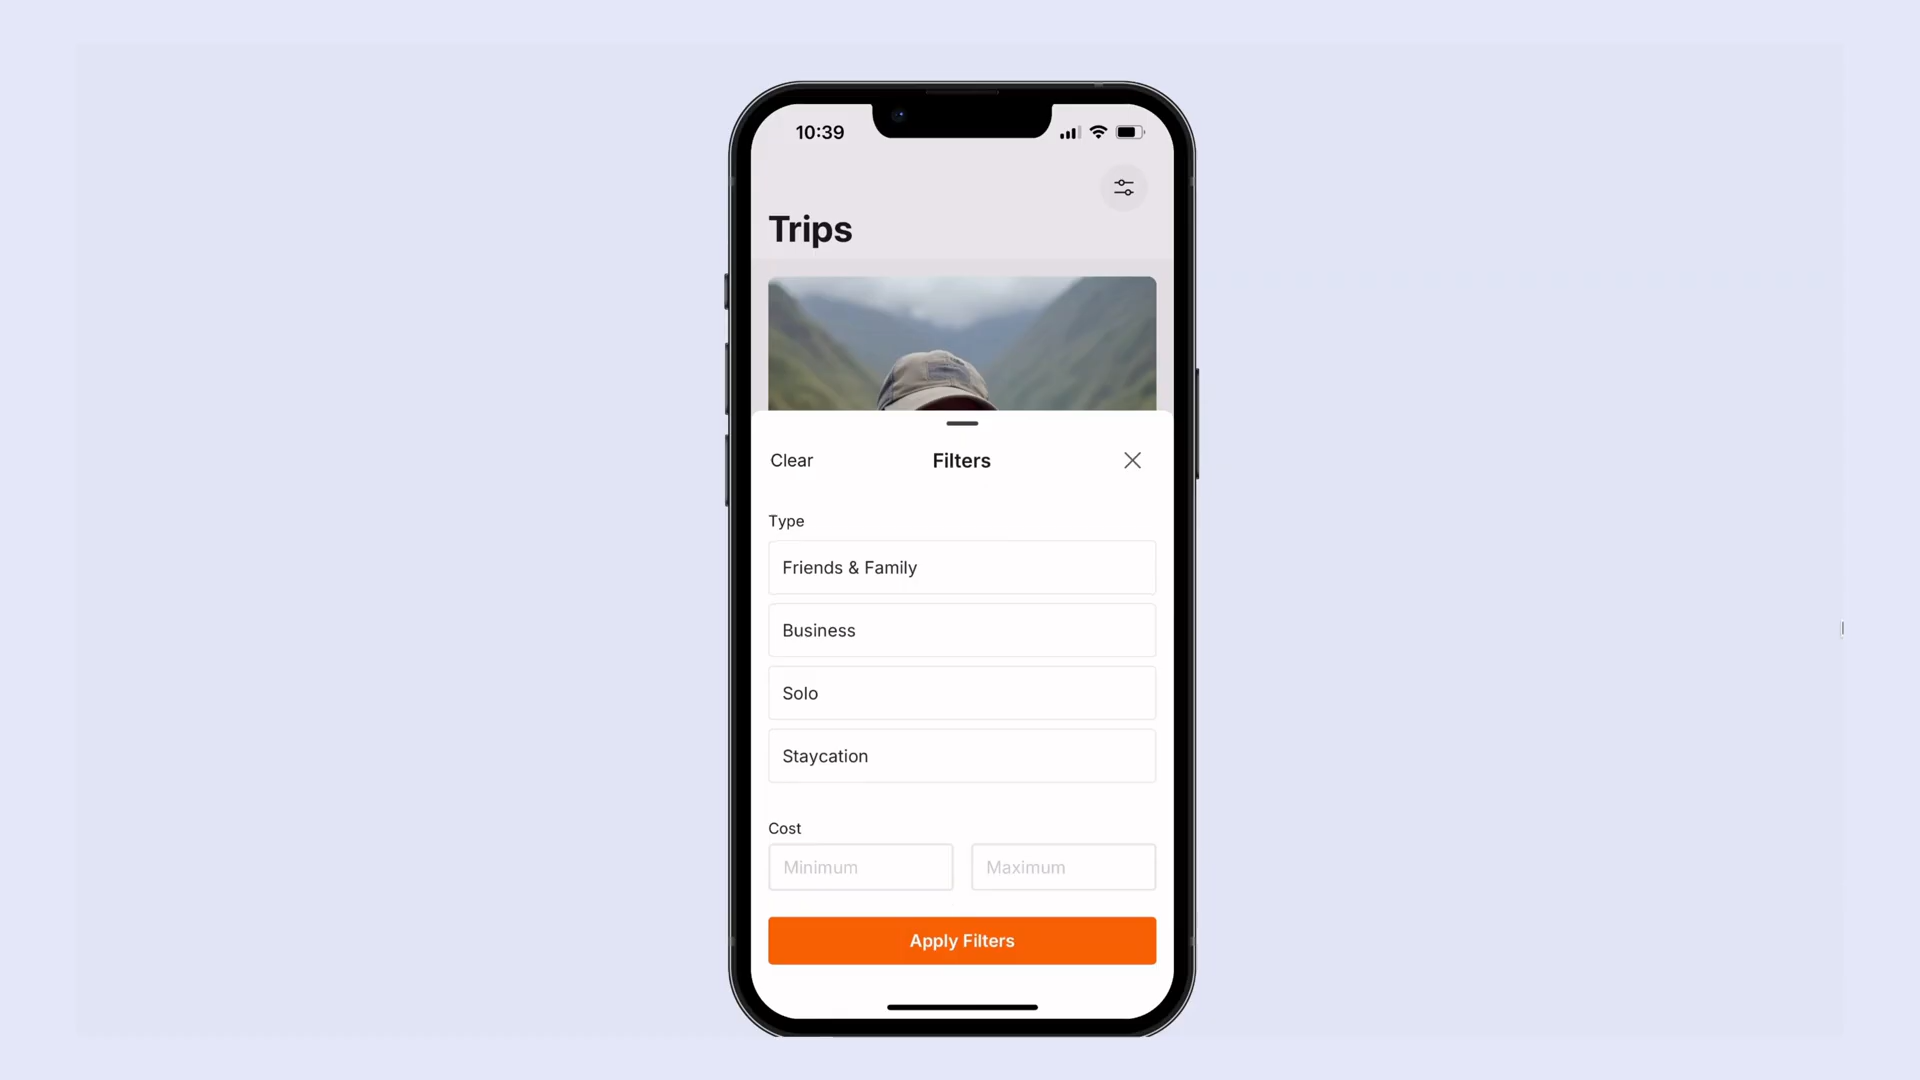 10:39
Trips
Clear
Filters
Type
Friends & Family
Business
Solo
Staycation
Cost
Minimum
Maximum
Apply Filters